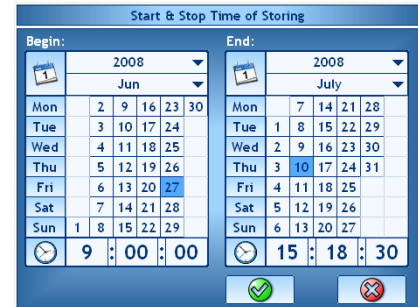 Start & Stop Time of Storing
Begin: End:
1 2008 1 2008
Jun July
Mon 2 9 16 23 30 Mon 7 14 21 28
Tue 3 10 17 24 Tue 1 8 15 22 29
Wed 4 11 18 25 Wed 2 9 16 23 30
Thu 5 12 19 26 Thu 3 10 17 24 31
Fri 6 13 20 27 Fri 4 11 18 25
Sat 7 14 21 28 Sat 5 12 19 26
Sun 1 8 15 22 29 Sun 6 13 20 27
9 : 00 : 00 15 : 18 : 30